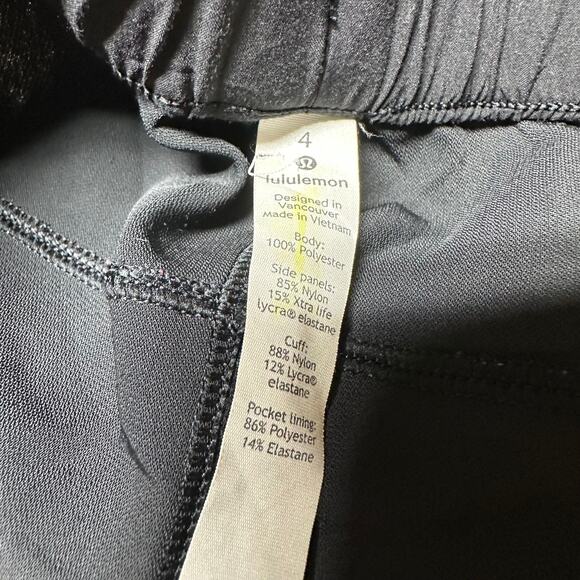 4
lululemon
Designed in
Vancouver
Made in Vietnam
Body:
100% Polyester
Side panels:
85% Nylon
15% Xtra life
lycra® elastane
Cuff:
88% Nylon
12% Lycra®
elastane
Pocket lining:
86% Polyester
14% Elastane